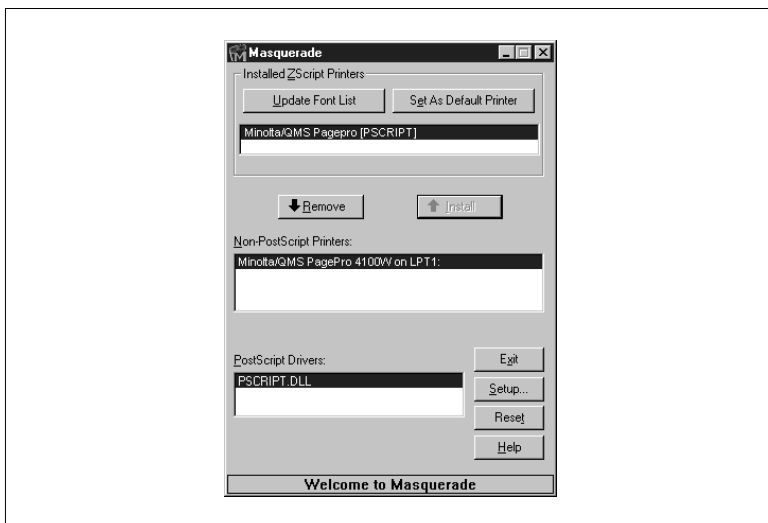 Masquerade
Installed ZScript Printers
Update Font List
Set As Default Printer
Minolta/QMS Pagepro [PSCRIPT]
Remove
Install
Non-PostScript Printers:
Minolta/QMS PagePro 4100W on LPT1:
PostScript Drivers:
PSCRIPT.DLL
Exit
Setup...
Reset
Help
Welcome to Masquerade